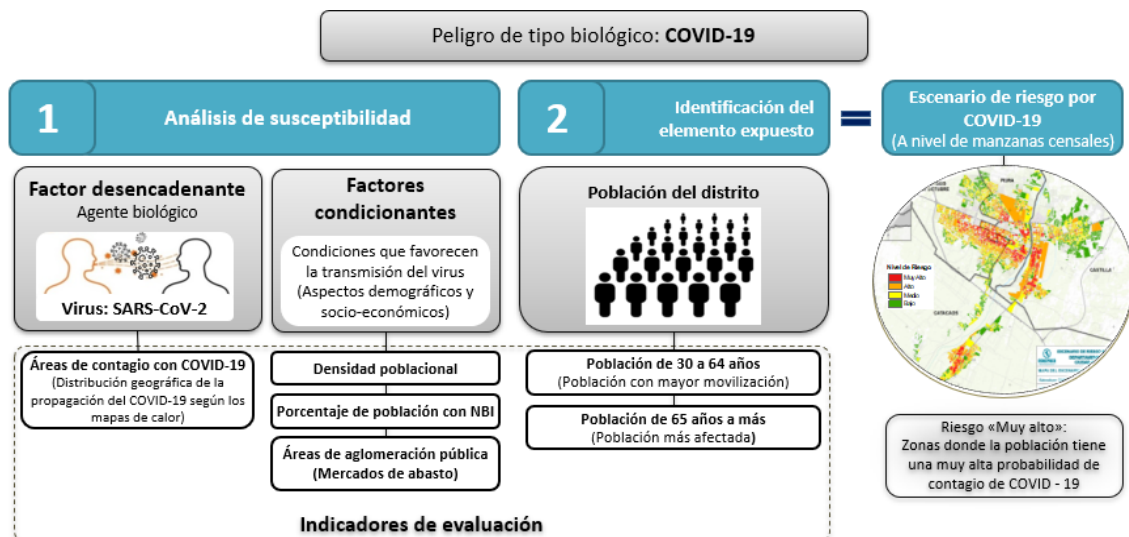 Peligro de tipo biológico: COVID-19
1
Análisis de susceptibilidad
2
Identificación del
elemento expuesto
Escenario de riesgo por
COVID-19
(A nivel de manzanas censales)
Factor desencadenante
Agente biológico
Virus: SARS-CoV-2
Factores
condicionantes
Condiciones que favorecen
la transmisión del virus
(Aspectos demográficos y
socio-económicos)
Población del distrito
PIURA
CASTILLA
CATACAOS
Nivel de Riesgo
Muy Alto
Alto
Medio
Bajo
ESCENARIO DE RIESGO
Áreas de contagio con COVID-19
(Distribución geográfica de la
propagación del COVID-19 según los
mapas de calor)
Densidad poblacional
Porcentaje de población con NBI
Áreas de aglomeración pública
(Mercados de abasto)
Población de 30 a 64 años
(Población con mayor movilización)
Población de 65 años a más
(Población más afectada)
Riesgo «Muy alto»:
Zonas donde la población tiene
una muy alta probabilidad de
contagio de COVID - 19
Indicadores de evaluación